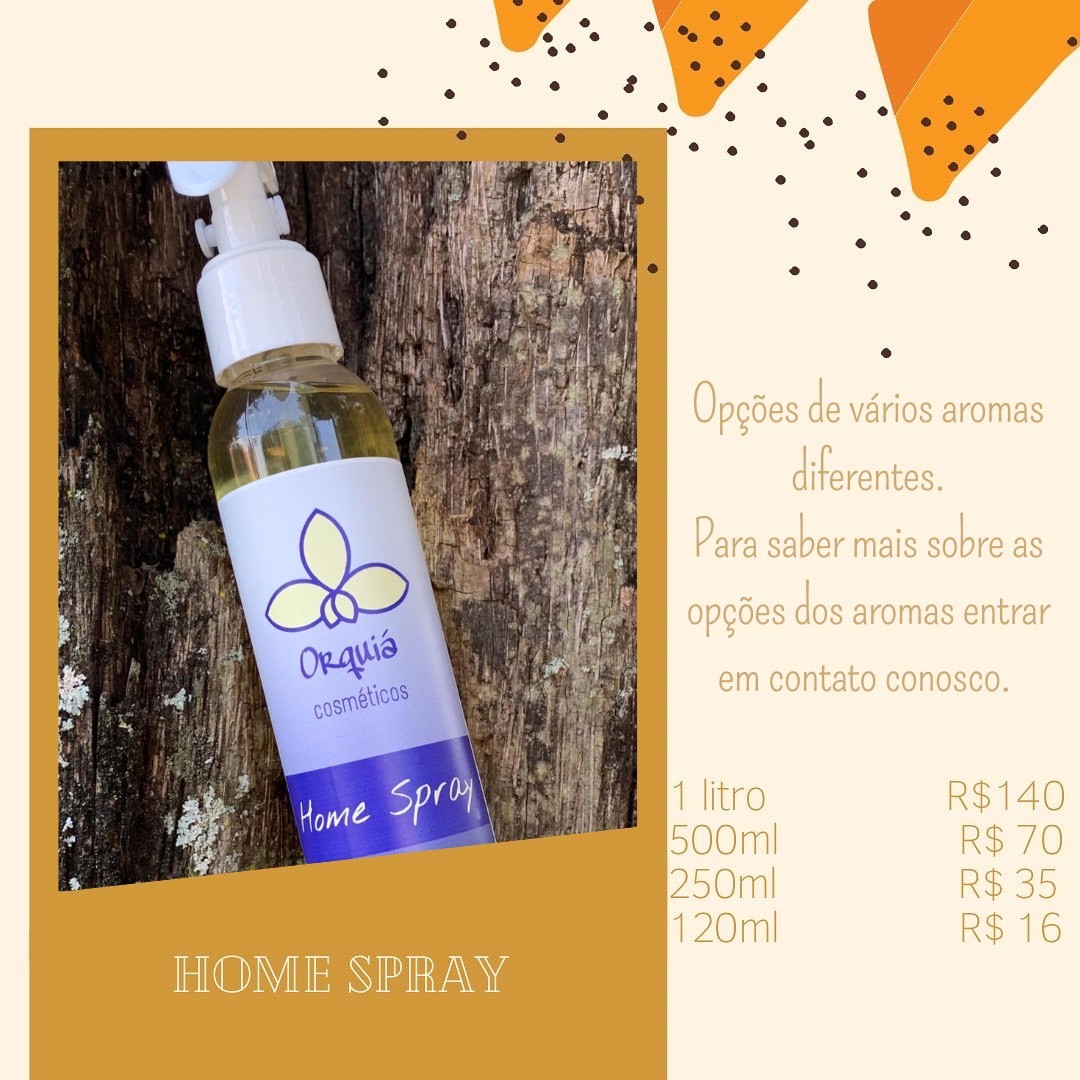 Orquiá
cosméticos
Home Spray
HOME SPRAY
Opções de vários aromas
diferentes.
Para saber mais sobre as
opções dos aromas entrar
em contato conosco.
1 litro R$140
500ml R$ 70
250ml R$ 35
120ml R$ 16